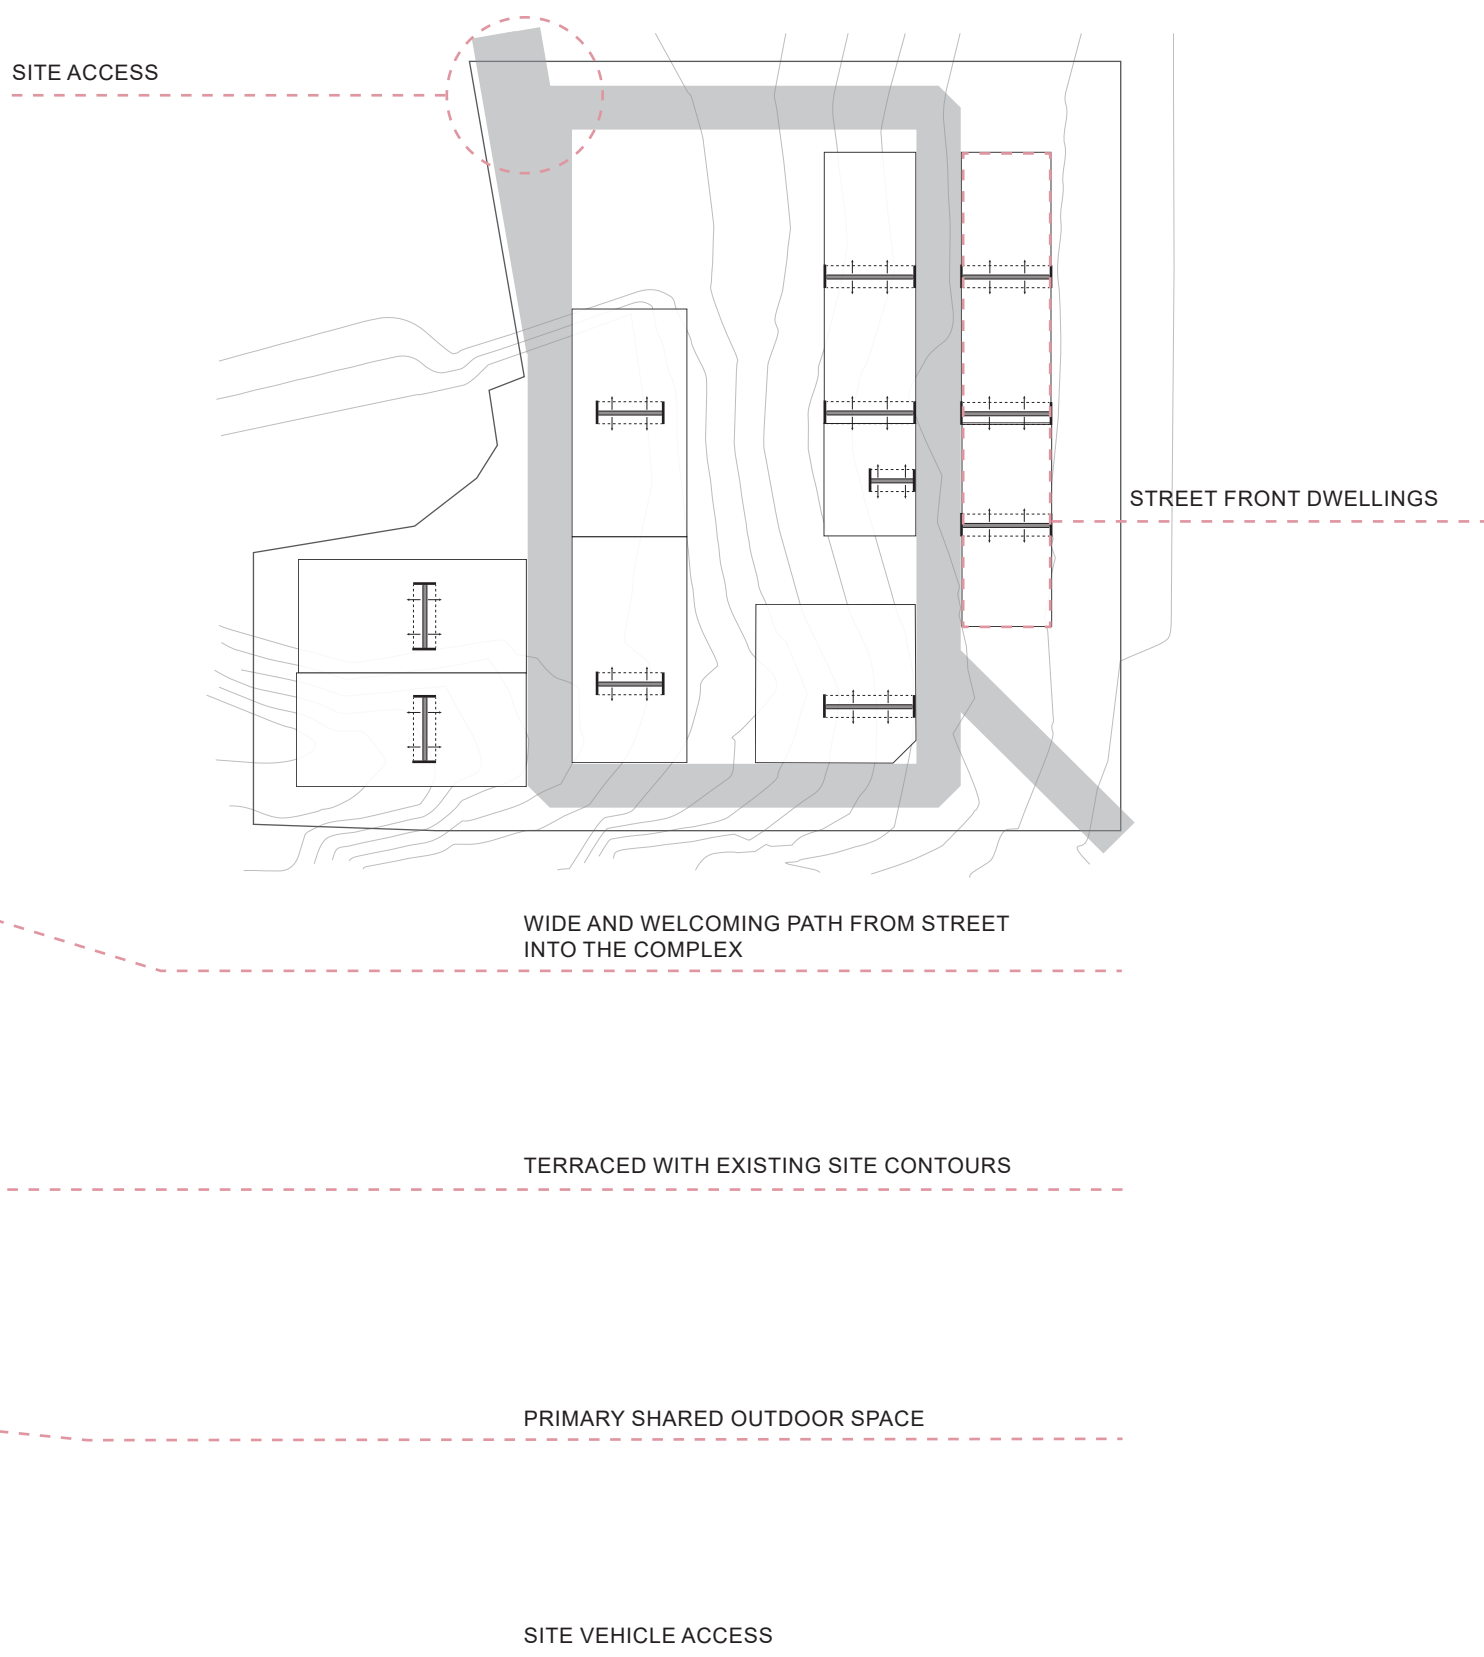 SITE ACCESS
STREET FRONT DWELLINGS
WIDE AND WELCOMING PATH FROM STREET
INTO THE COMPLEX
TERRACED WITH EXISTING SITE CONTOURS
PRIMARY SHARED OUTDOOR SPACE
SITE VEHICLE ACCESS